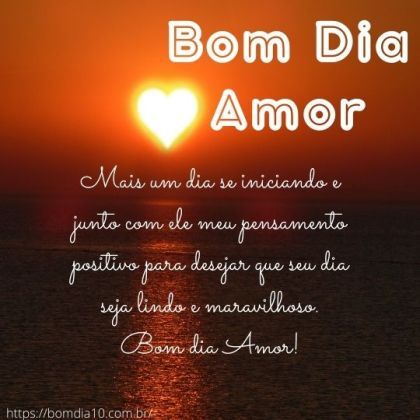 Bom Dia
Amor
Mais um dia se iniciando e
junto com ele meu pensamento
positivo para desejar que seu dia
seja lindo e maravilhoso.
Bom dia Amor!
https://bomdia10.com.br/